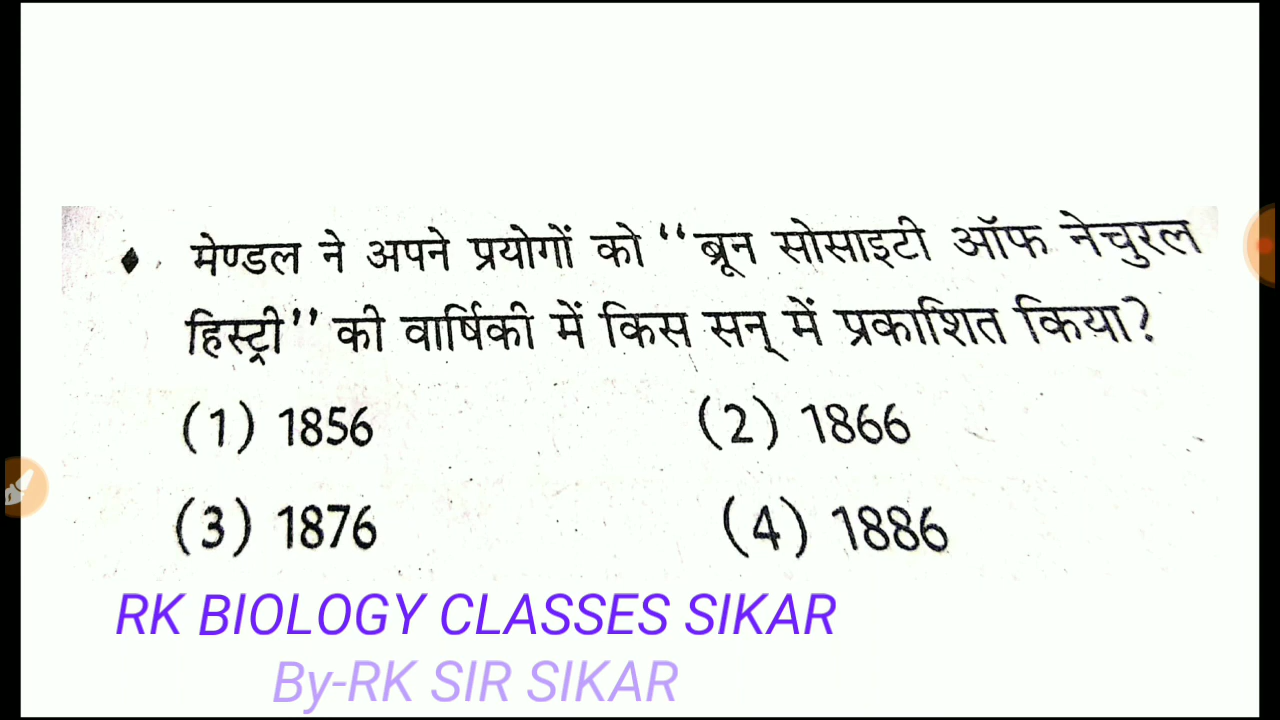 ♦ मेण्डल ने अपने प्रयोगों को ‘‘ब्रून सोसाइटी ऑफ नेचुरल
हिस्ट्री’’ की वार्षिकी में किस सन् में प्रकाशित किया?
(1) 1856 (2) 1866
(3) 1876 (4) 1886
RK BIOLOGY CLASSES SIKAR
By-RK SIR SIKAR